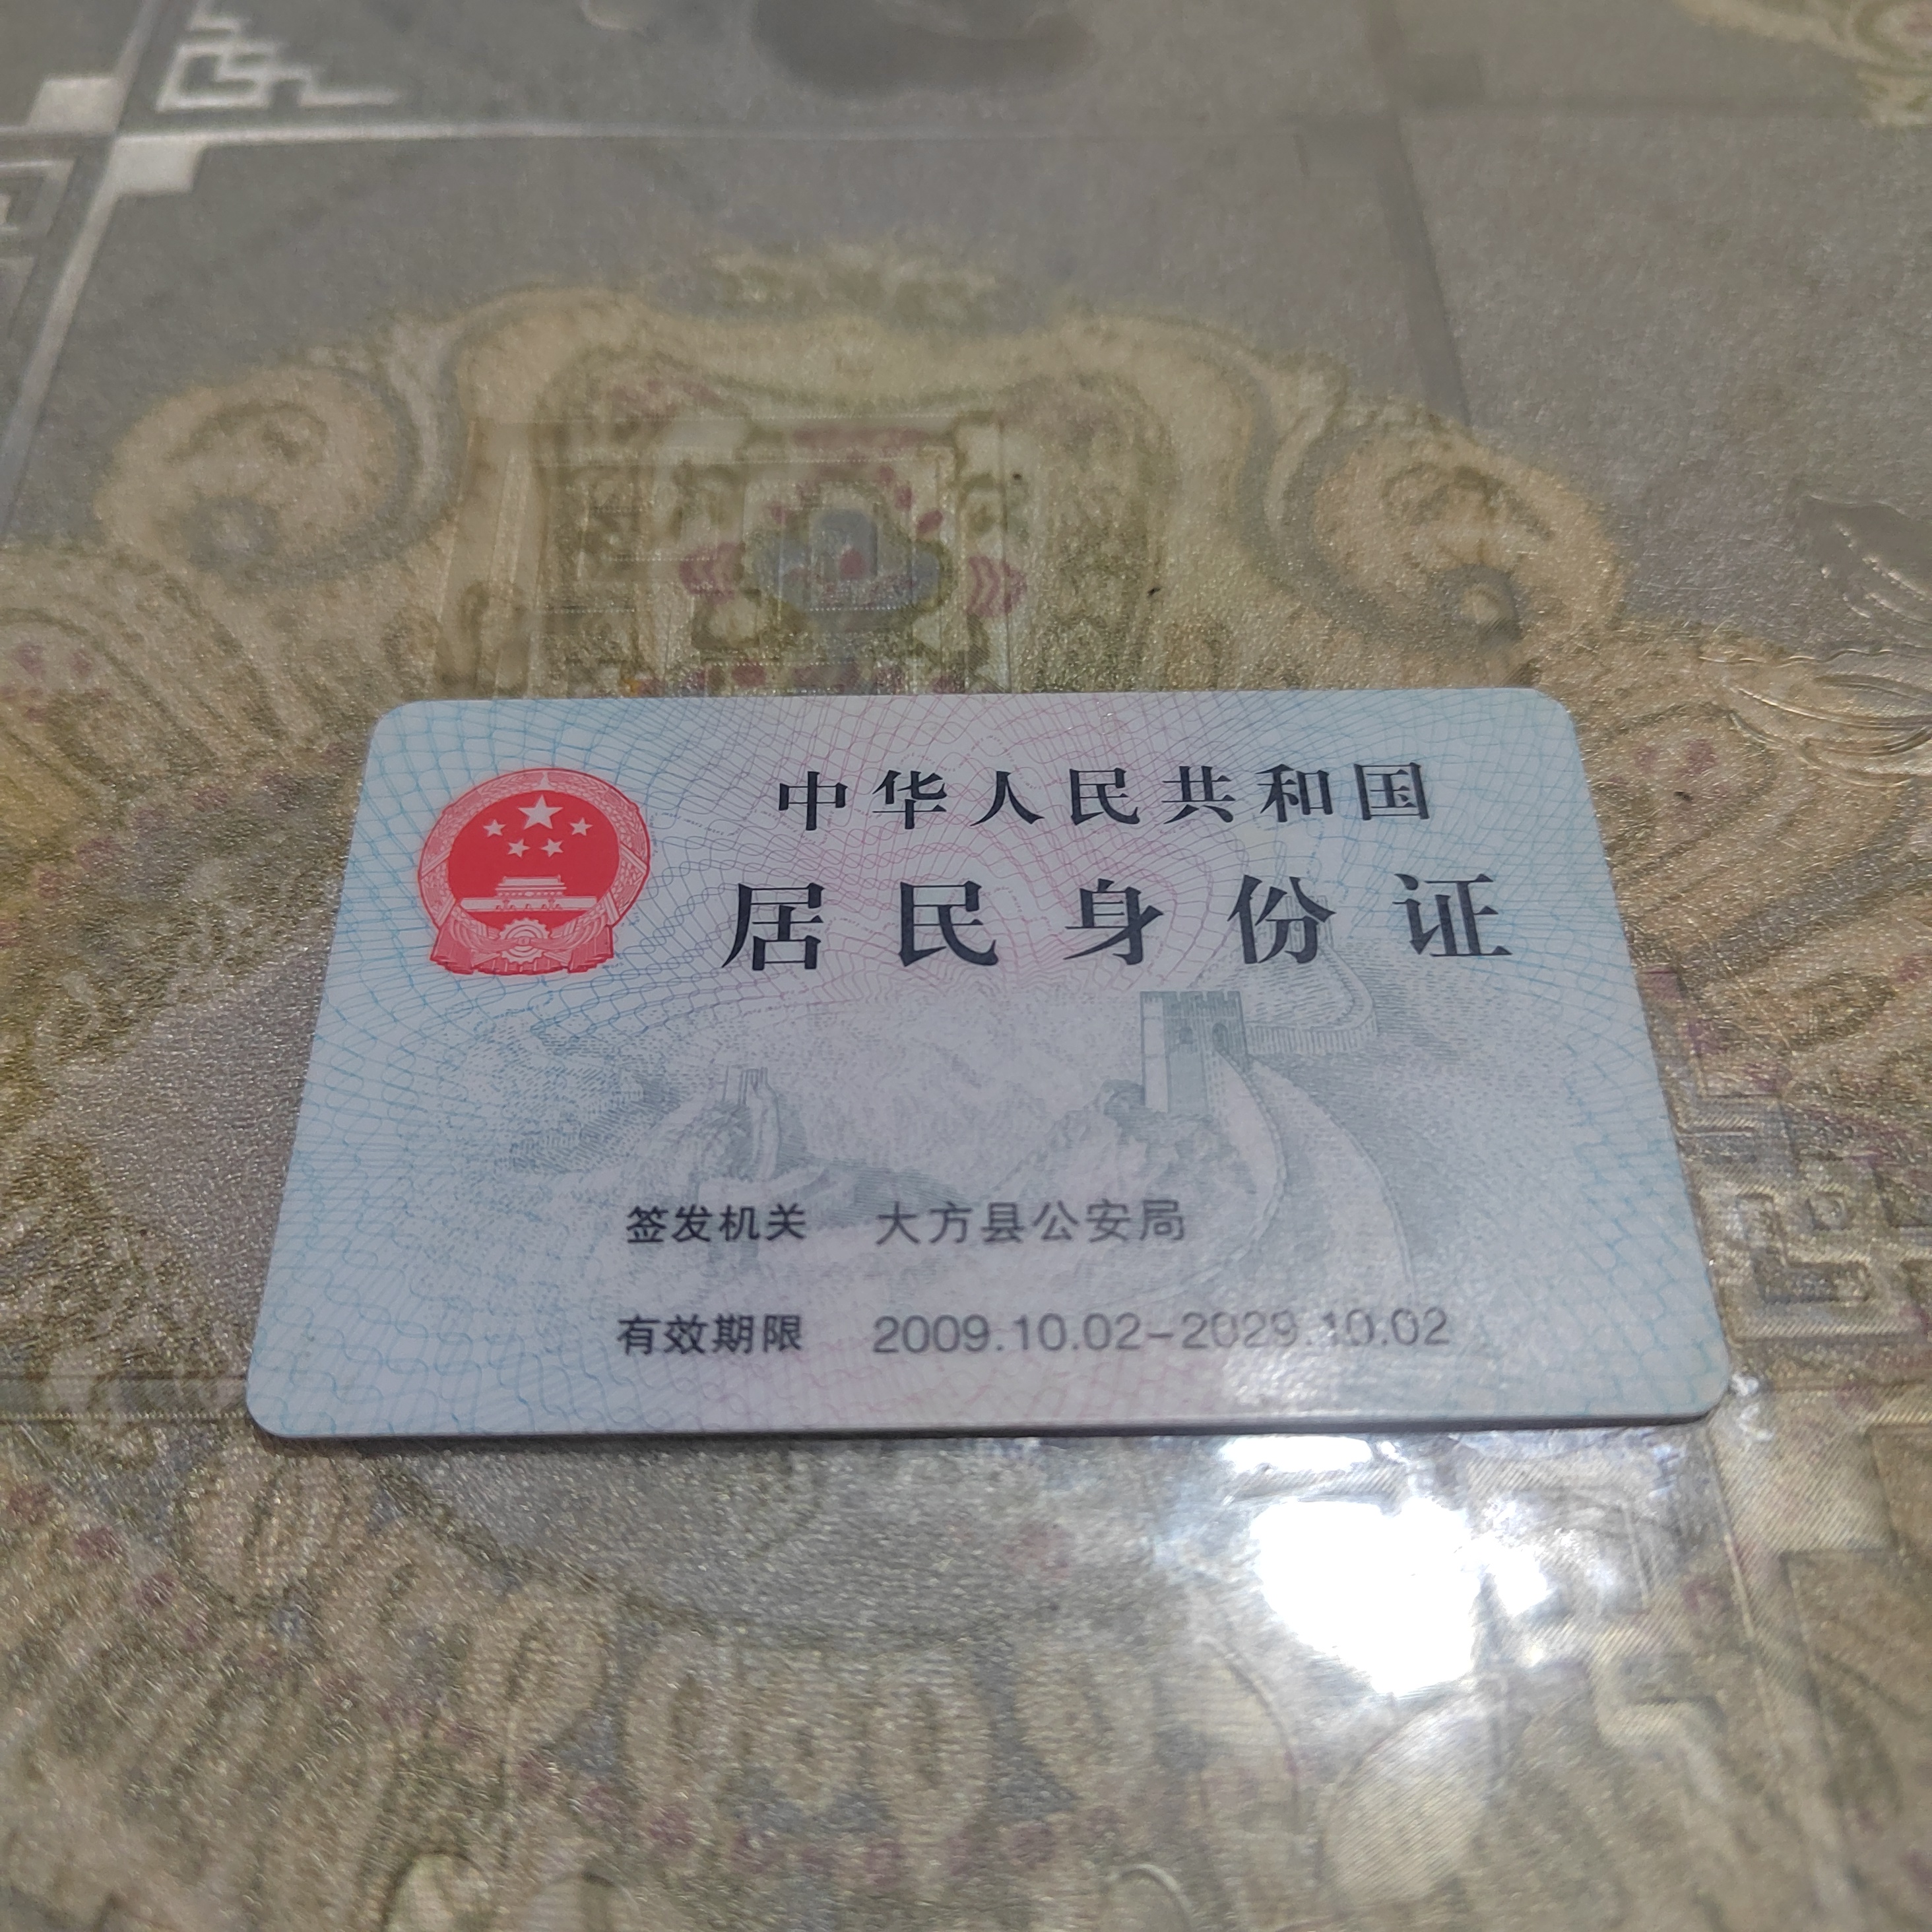 中华人民共和国
居民身份证
签发机关 大方县公安局
有效期限 2009.10.02-2029.10.02